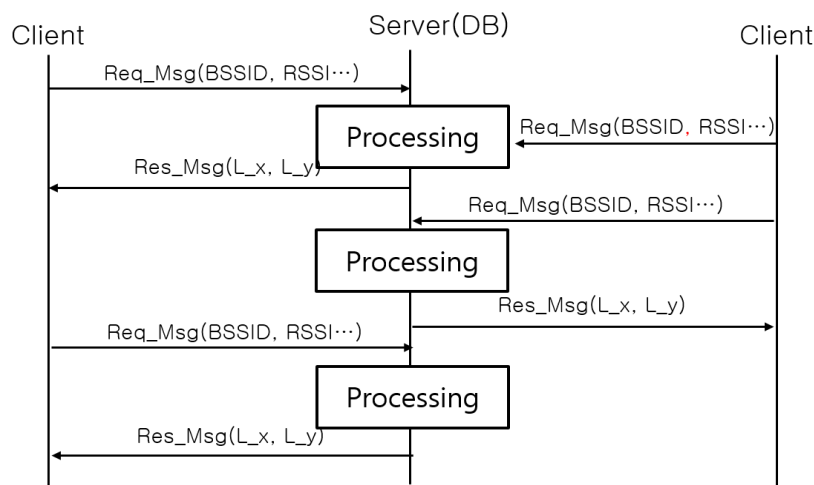 Client
Server(DB)
Client
Req_Msg(BSSID, RSSI⋯)
Processing
Req_Msg(BSSID, RSSI⋯)
Res_Msg(L_x, L_y)
Req_Msg(BSSID, RSSI⋯)
Processing
Res_Msg(L_x, L_y)
Req_Msg(BSSID, RSSI⋯)
Processing
Res_Msg(L_x, L_y)